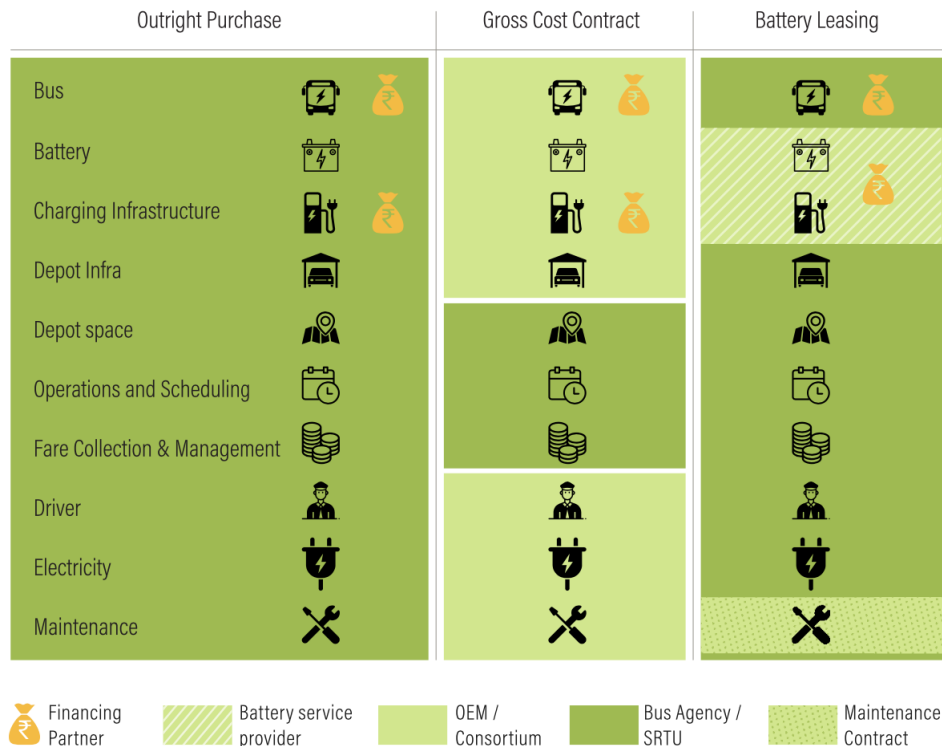 Outright Purchase
Gross Cost Contract
Battery Leasing
Bus
₹
₹
₹
Battery
₹
Charging Infrastructure
₹
₹
Depot Infra
Depot space
Operations and Scheduling
Fare Collection & Management
Driver
Electricity
Maintenance
₹
Financing
Partner
Battery service
provider
OEM /
Consortium
Bus Agency /
SRTU
Maintenance
Contract